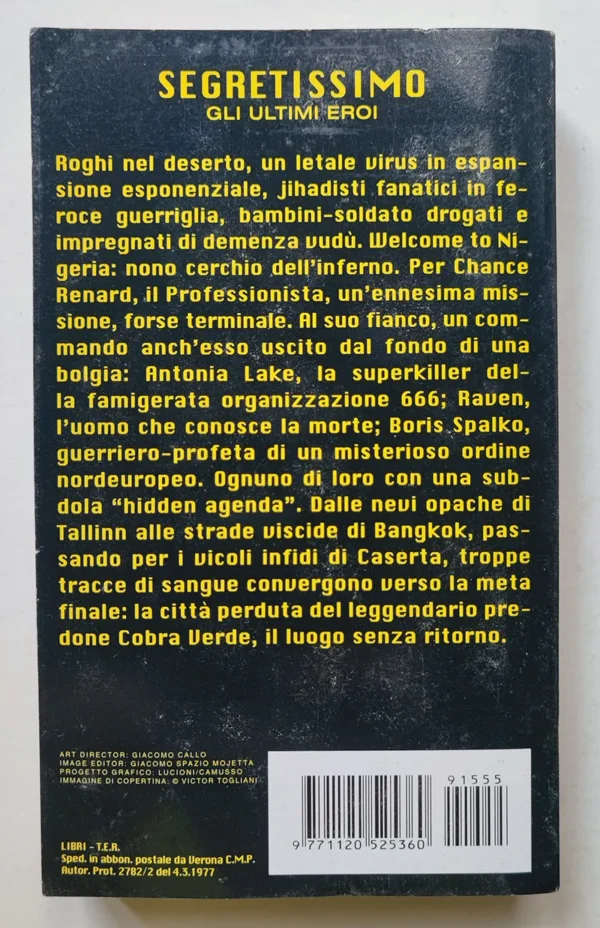 SEGRETISSIMO
GLI ULTIMI EROI
Roghi nel deserto, un letale virus in espan-
sione esponenziale, jihadisti fanatici in fe-
roce guerriglia, bambini-soldato drogati e
impregnati di demenza vudù. Welcome to Ni-
geria: nono cerchio dell'inferno. Per Chance
Renard, il Professionista, un'ennesima mis-
sione, forse terminale. Al suo fianco, un com-
mando anch'esso uscito dal fondo di una
bolgia: Antonia Lake, la superkiller del-
la famigerata organizzazione 666; Raven,
l'uomo che conosce la morte; Boris Spalko,
guerriero-profeta di un misterioso ordine
nordeuropeo. Ognuno di loro con una sub-
dola “hidden agenda”. Dalle nevi opache di
Tallinn alle strade viscide di Bangkok, pas-
sando per i vicoli infidi di Caserta, troppe
tracce di sangue convergono verso la meta
finale: la città perduta del leggendario pre-
done Cobra Verde, il luogo senza ritorno.
ART DIRECTOR: GIACOMO CALLO
IMAGE EDITOR: GIACOMO SPAZIO MOJETTA
PROGETTO GRAFICO: LUCIONI/CAMUSSO
IMMAGINE DI COPERTINA: © VICTOR TOGLIANI
LIBRI - T.E.R.
Sped. in abbon. postale da Verona C.M.P.
Autor. Prot. 2782/2 del 4.3.1977
91555
9 771120 525360